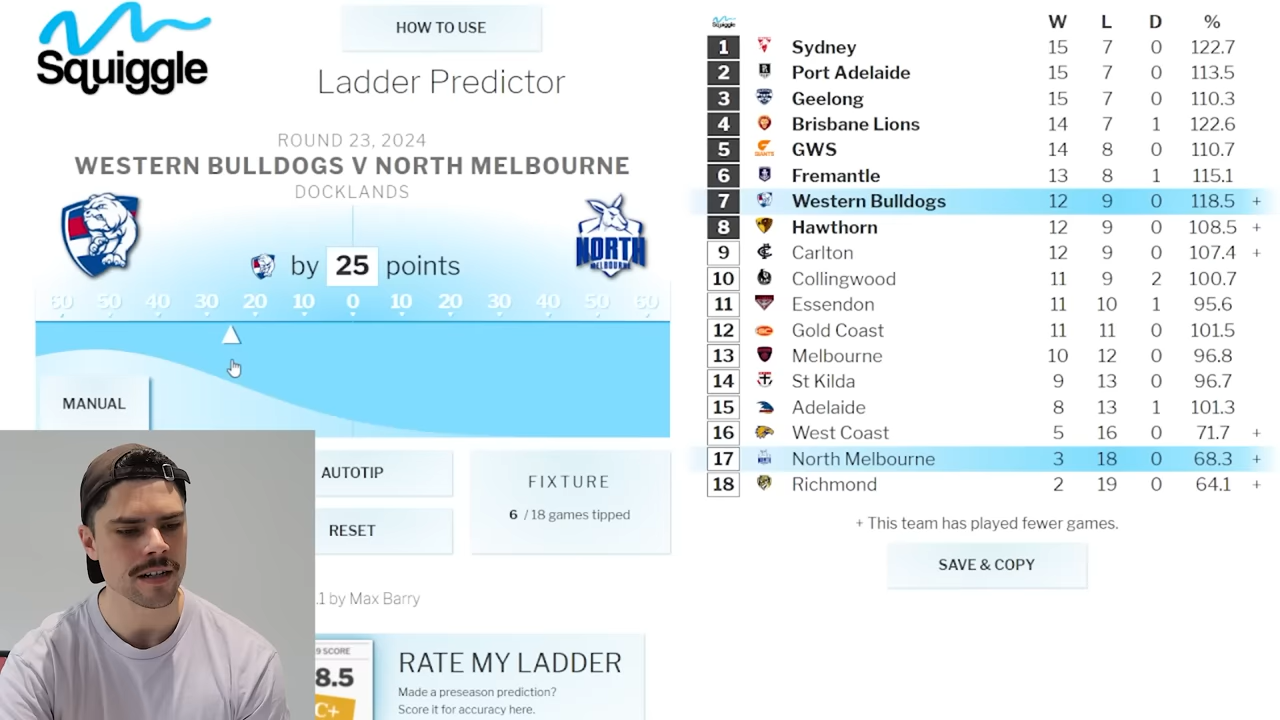 Squiggle
HOW TO USE
Ladder Predictor
ROUND 23, 2024
WESTERN BULLDOGS V NORTH MELBOURNE
DOCKLANDS
NORTH
MELBOURNE
by 25 points
60 50 40 30 20 10 0 10 20 30 40 50 60
MANUAL
AUTOTIP
RESET
FIXTURE
6 / 18 games tipped
.1 by Max Barry
9 SCORE
8.5
C+
RATE MY LADDER
Made a preseason prediction?
Score it for accuracy here.
Squiggle W L D %
1 Sydney 15 7 0 122.7
2 Port Adelaide 15 7 0 113.5
3 Geelong 15 7 0 110.3
4 Brisbane Lions 14 7 1 122.6
5 GWS 14 8 0 110.7
6 Fremantle 13 8 1 115.1
7 Western Bulldogs 12 9 0 118.5 +
8 Hawthorn 12 9 0 108.5 +
9 Carlton 12 9 0 107.4 +
10 Collingwood 11 9 2 100.7
11 Essendon 11 10 1 95.6
12 Gold Coast 11 11 0 101.5
13 Melbourne 10 12 0 96.8
14 St Kilda 9 13 0 96.7
15 Adelaide 8 13 1 101.3
16 West Coast 5 16 0 71.7 +
17 North Melbourne 3 18 0 68.3 +
18 Richmond 2 19 0 64.1 +
+ This team has played fewer games.
SAVE & COPY